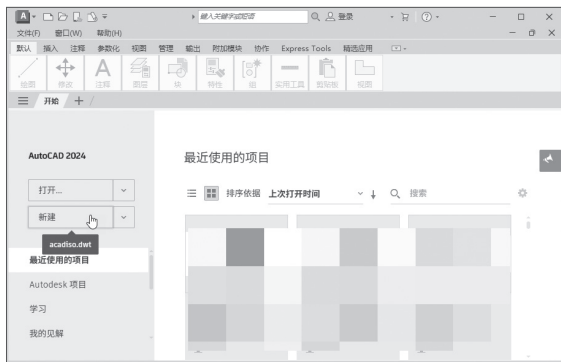 A 键入关键字或短语 登录
文件(F) 窗口(W) 帮助(H)
默认 插入 注释 参数化 视图 管理 输出 附加模块 协作 Express Tools 精选应用
绘图 修改 注释 图层 块 特性 组 实用工具 剪贴板 视图
开始
AutoCAD 2024
最近使用的项目
打开...
排序依据 上次打开时间 搜索
新建
acadiso.dwt
最近使用的项目
Autodesk 项目
学习
我的见解